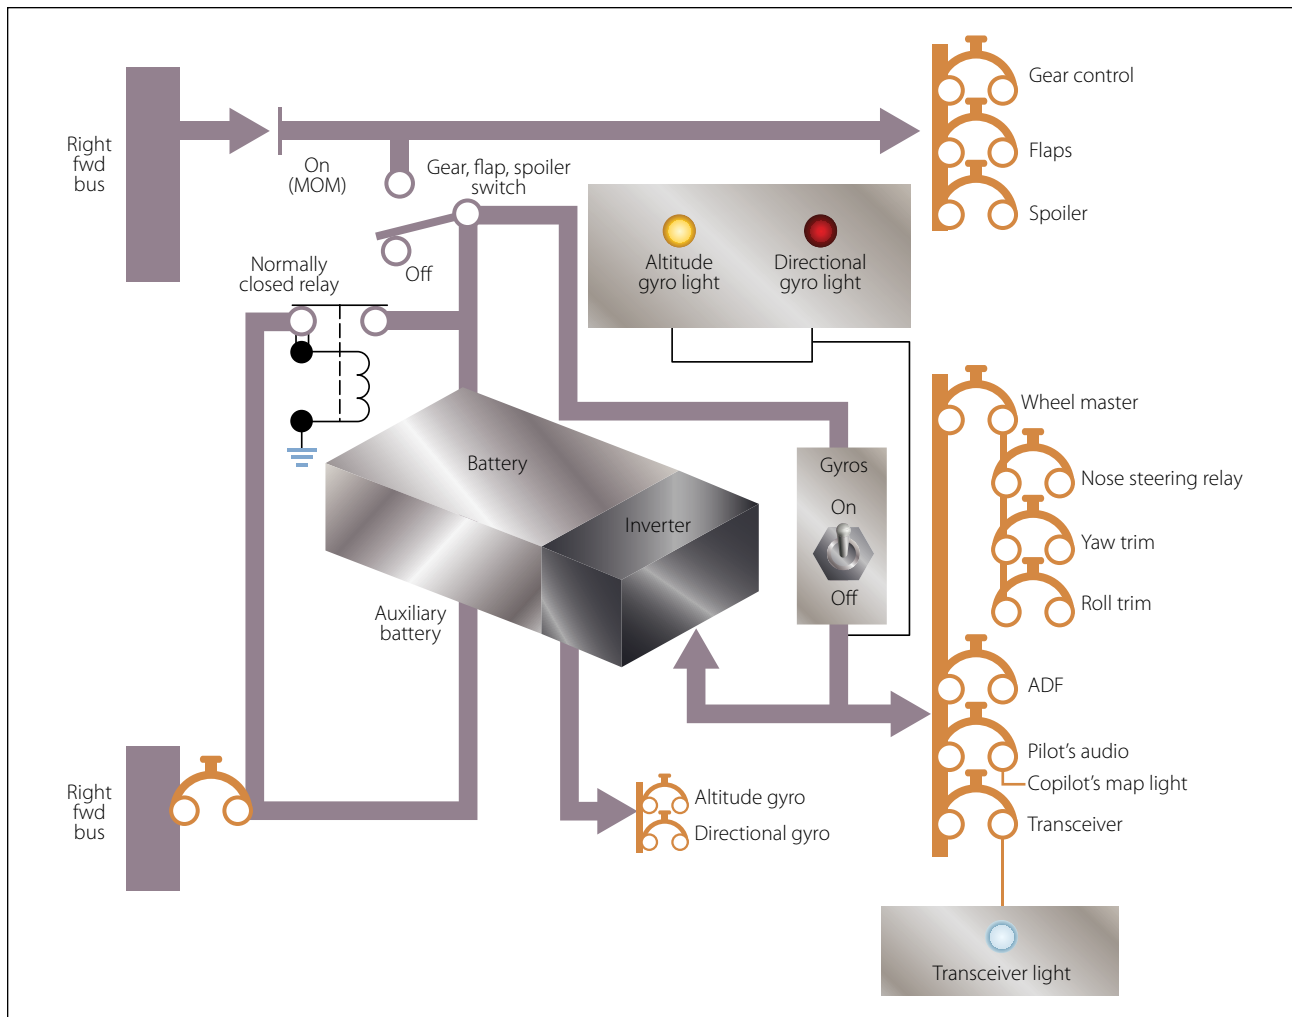 Right
fwd
bus
On
(MOM)
Gear, flap, spoiler
switch
Off
Normally
closed relay
Altitude
gyro light
Directional
gyro light
Gear control
Flaps
Spoiler
Battery
Inverter
Auxiliary
battery
Gyros
On
Off
Wheel master
Nose steering relay
Yaw trim
Roll trim
ADF
Pilot's audio
Copilot's map light
Transceiver
Right
fwd
bus
Altitude gyro
Directional gyro
Transceiver light